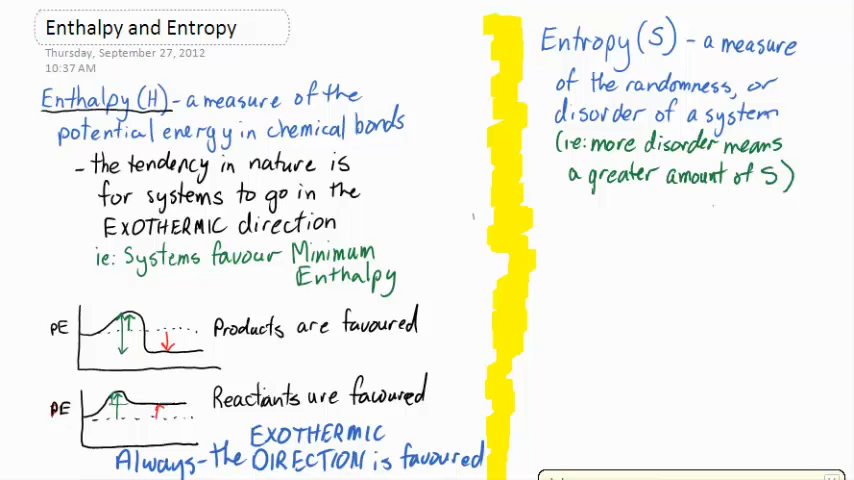 Enthalpy and Entropy
Thursday, September 27, 2012
10:37 AM
Enthalpy (H) - a measure of the
potential energy in chemical bonds
- the tendency in nature is
for systems to go in the
EXOTHERMIC direction
ie: Systems favour Minimum
Enthalpy
PE
Products are favoured
PE
Reactants are favoured
EXOTHERMIC
Always - the DIRECTION is favoured
Entropy (S) - a measure
of the randomness, or
disorder of a system
(ie: more disorder means
a greater amount of S)